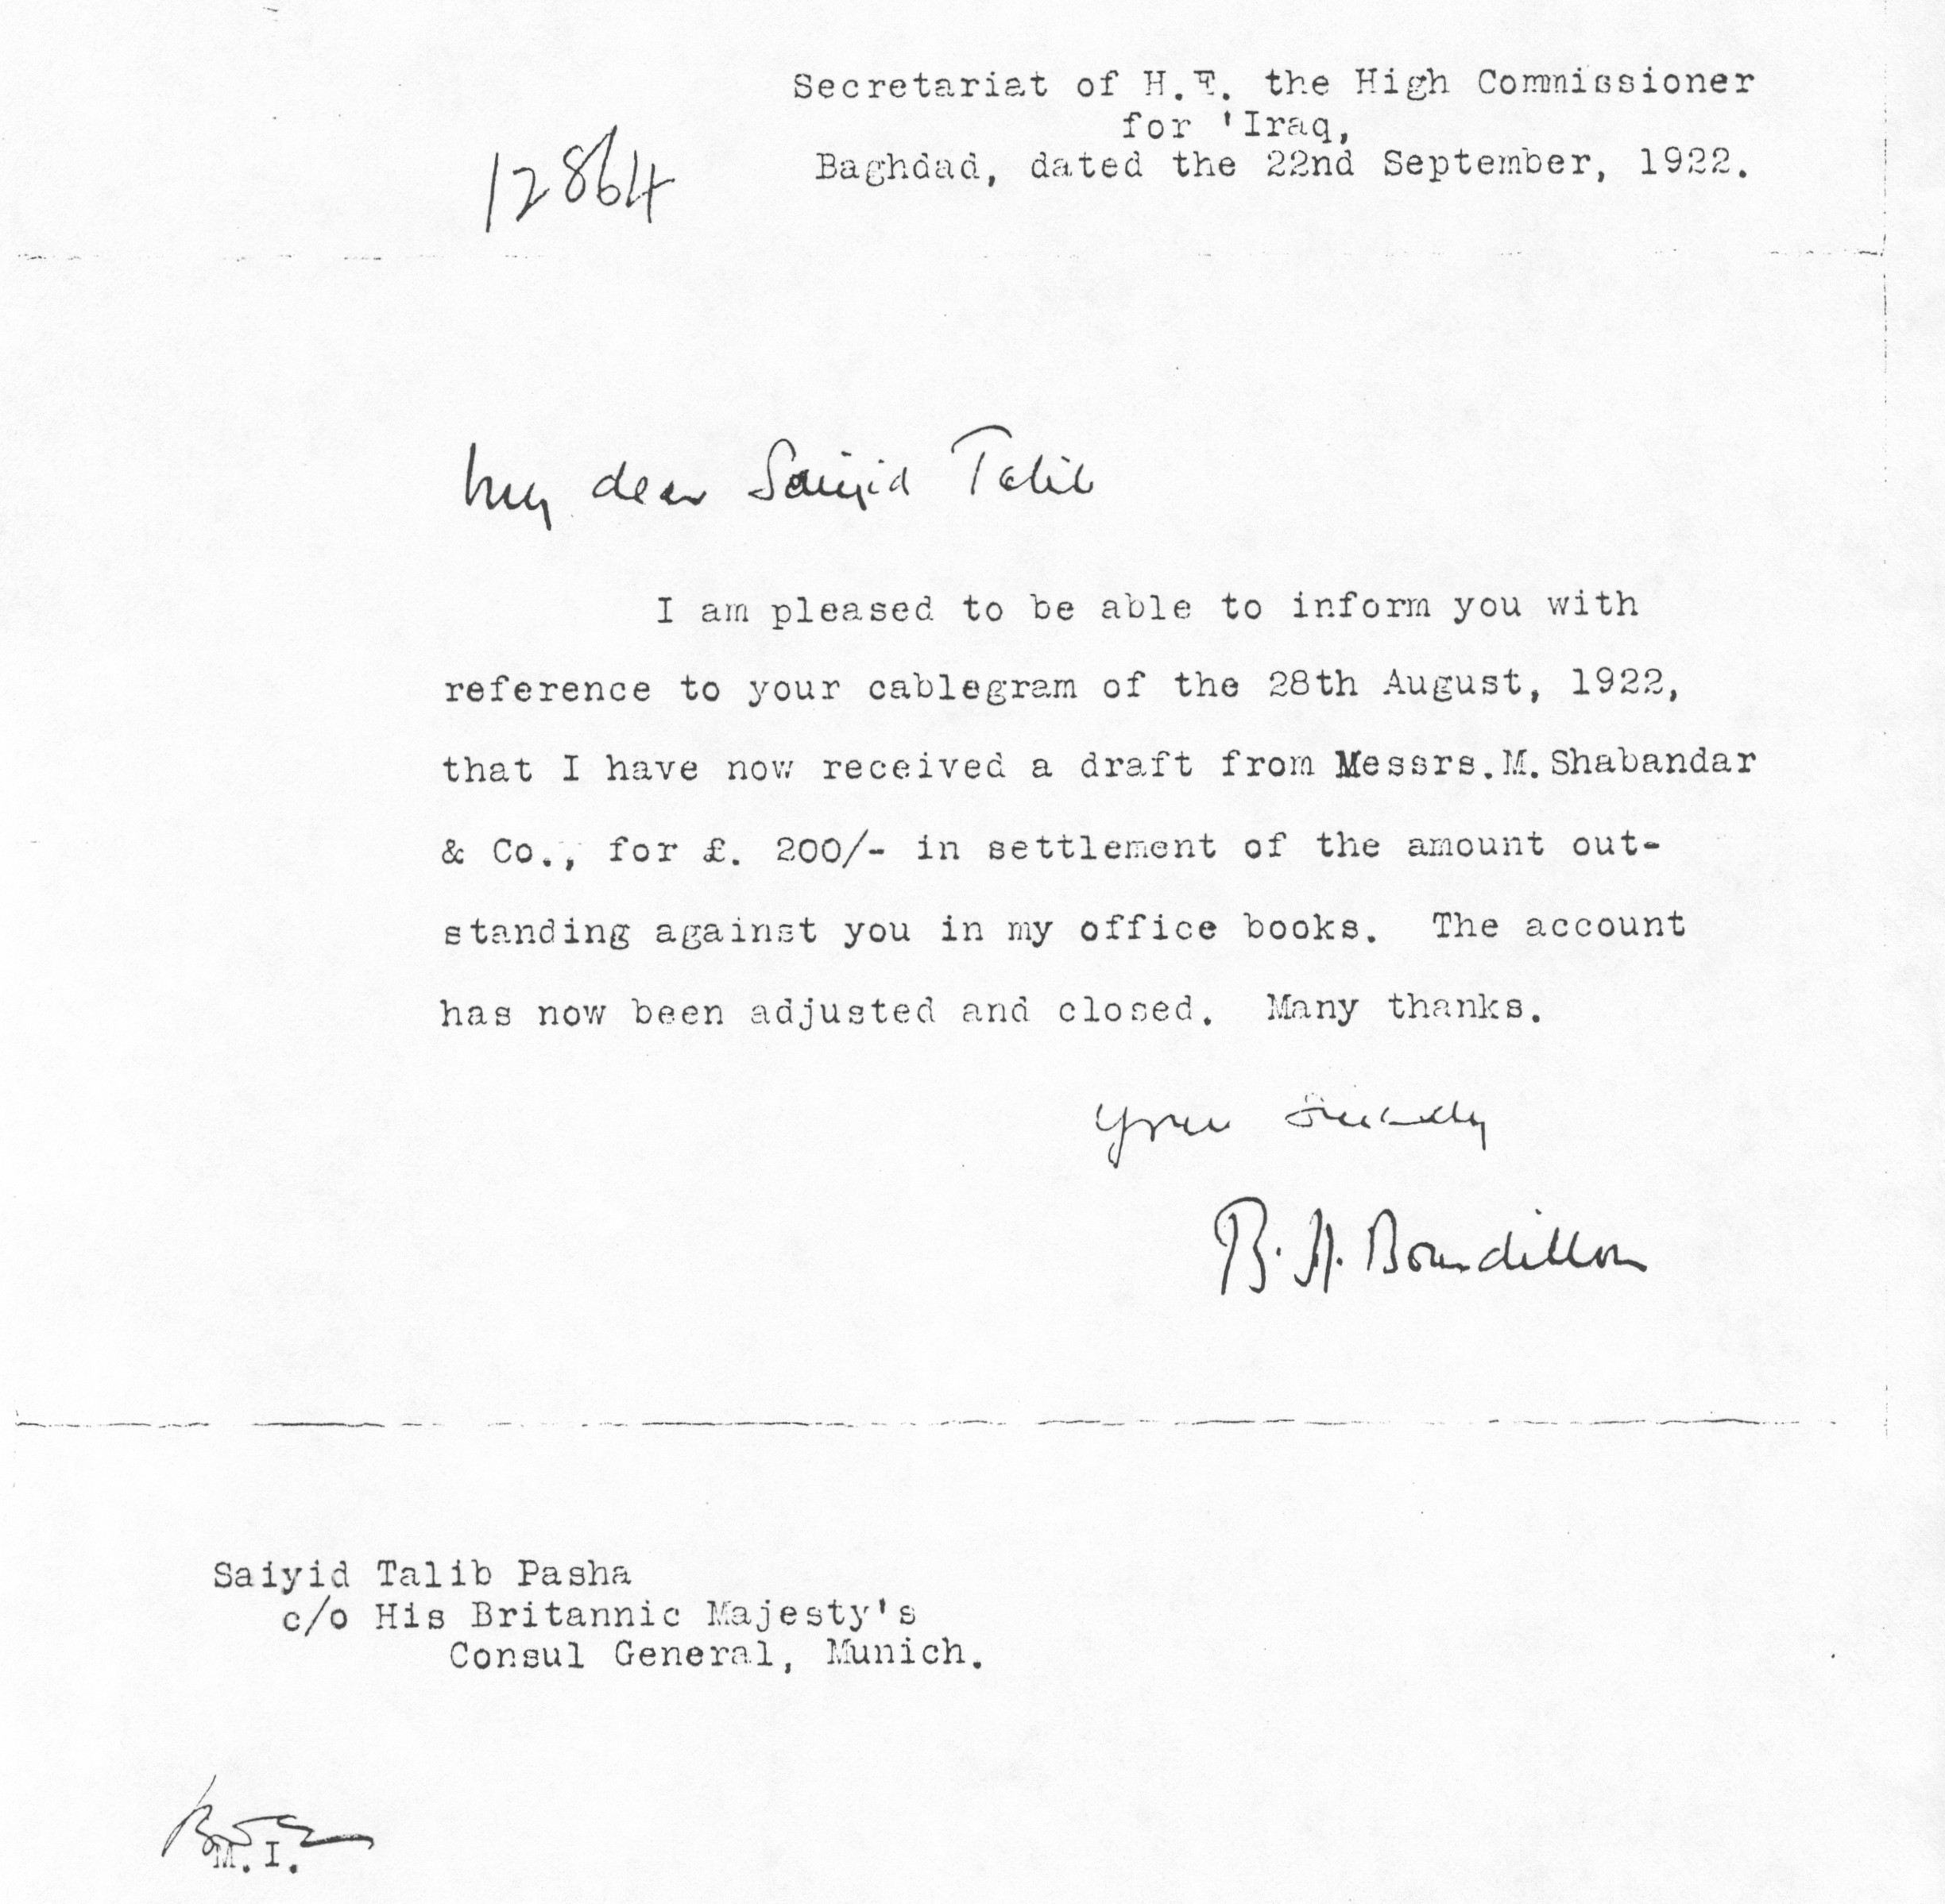 Secretariat of H.E. the High Commissioner
for 'Iraq,
Baghdad, dated the 22nd September, 1922.
12864
My dear Saiyid Talib
I am pleased to be able to inform you with
reference to your cablegram of the 28th August, 1922,
that I have now received a draft from Messrs.M.Shabandar
& Co., for £. 200/- in settlement of the amount out-
standing against you in my office books. The account
has now been adjusted and closed. Many thanks.
Yours sincerely
B. H. Bourdillon
Saiyid Talib Pasha
c/o His Britannic Majesty's
Consul General, Munich.
M.I.